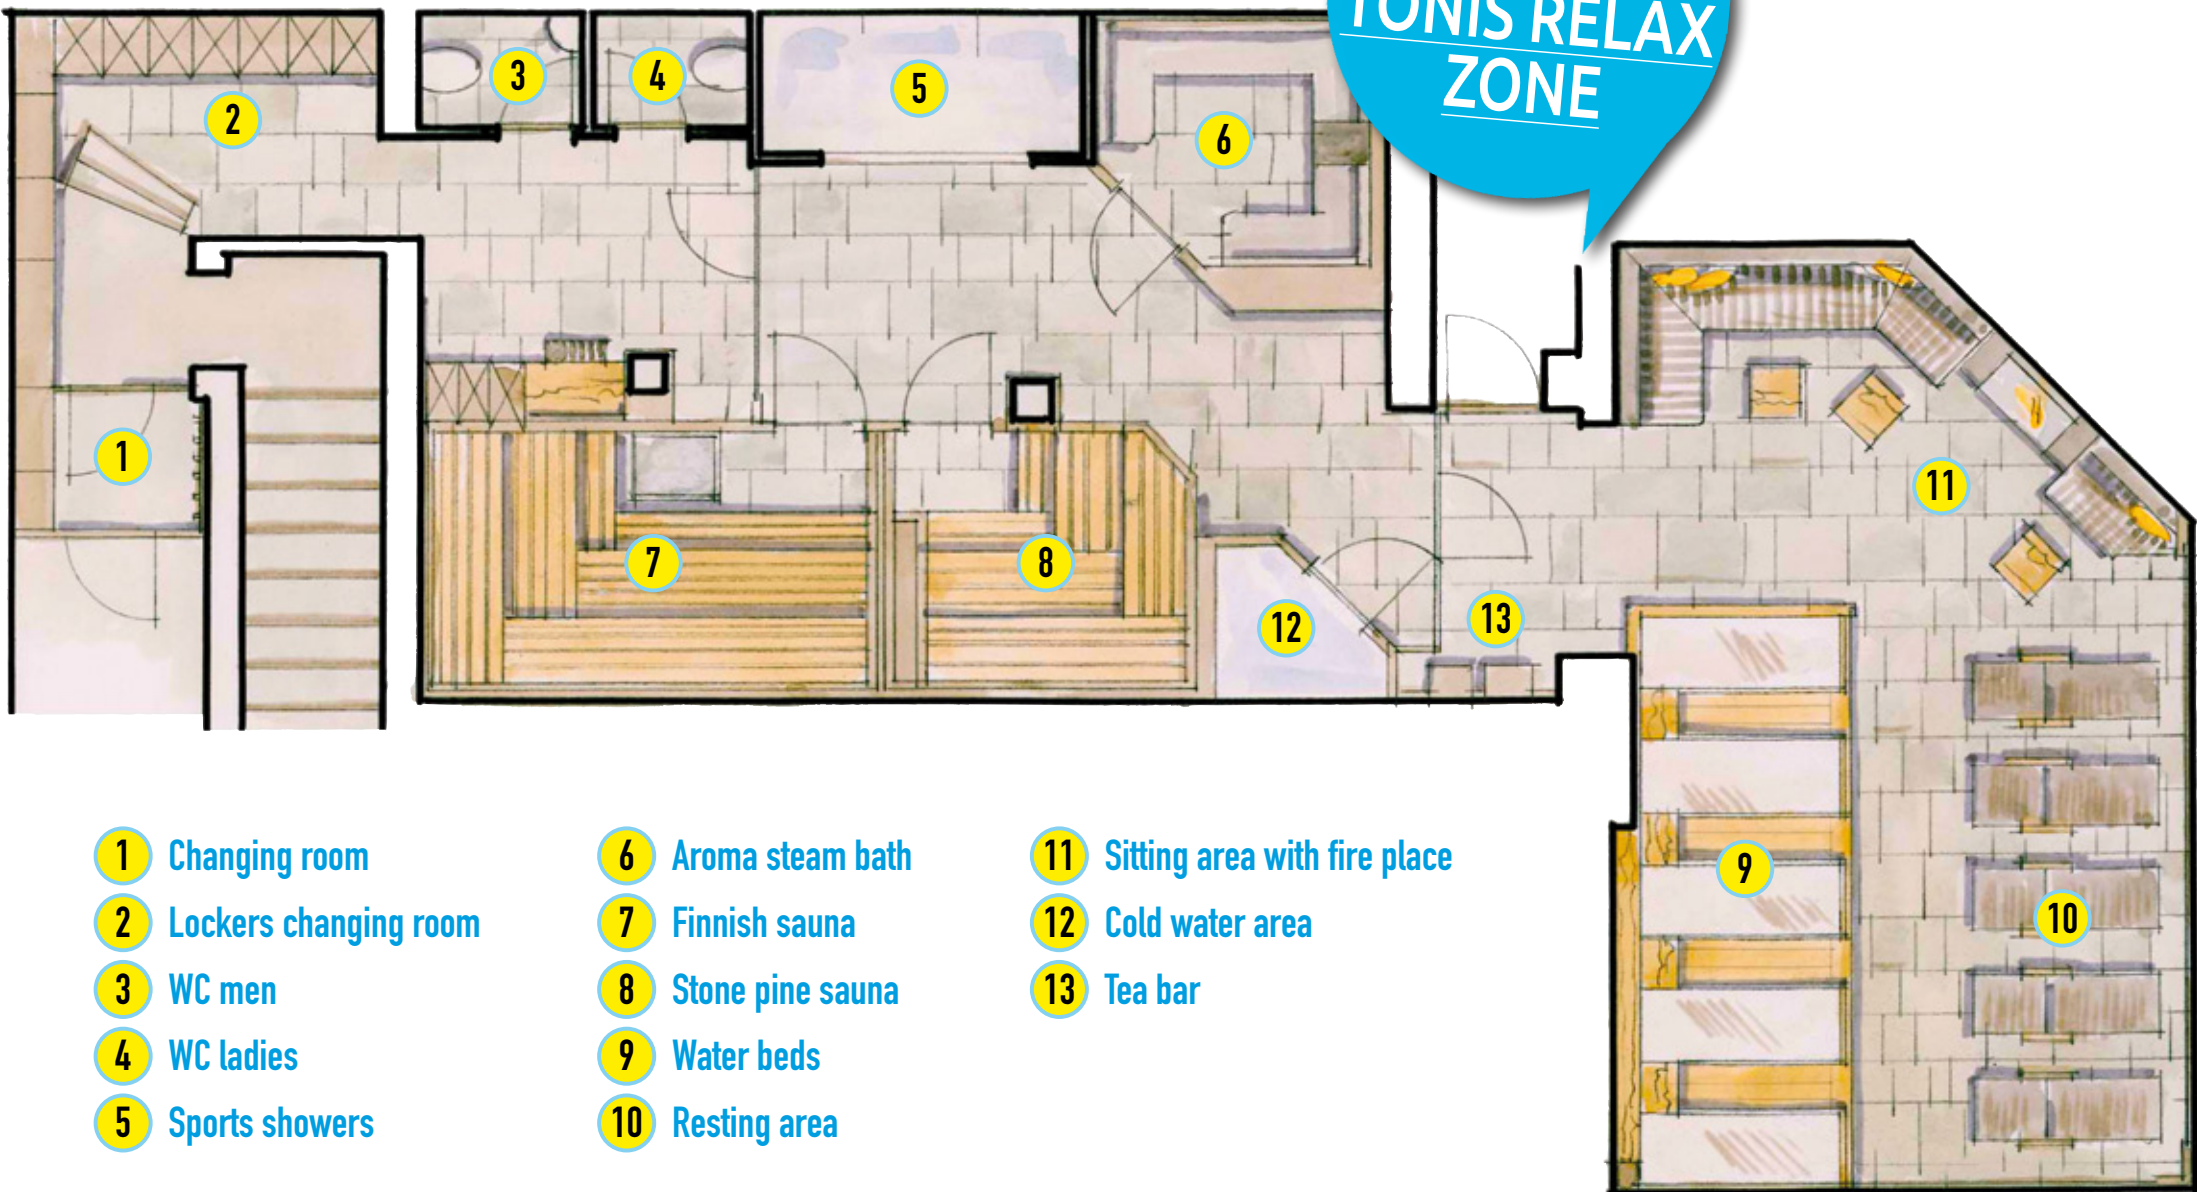 TONIS RELAX
ZONE
2
3
4
5
6
1
7
8
12
13
11
9
10
1 Changing room
2 Lockers changing room
3 WC men
4 WC ladies
5 Sports showers
6 Aroma steam bath
7 Finnish sauna
8 Stone pine sauna
9 Water beds
10 Resting area
11 Sitting area with fire place
12 Cold water area
13 Tea bar